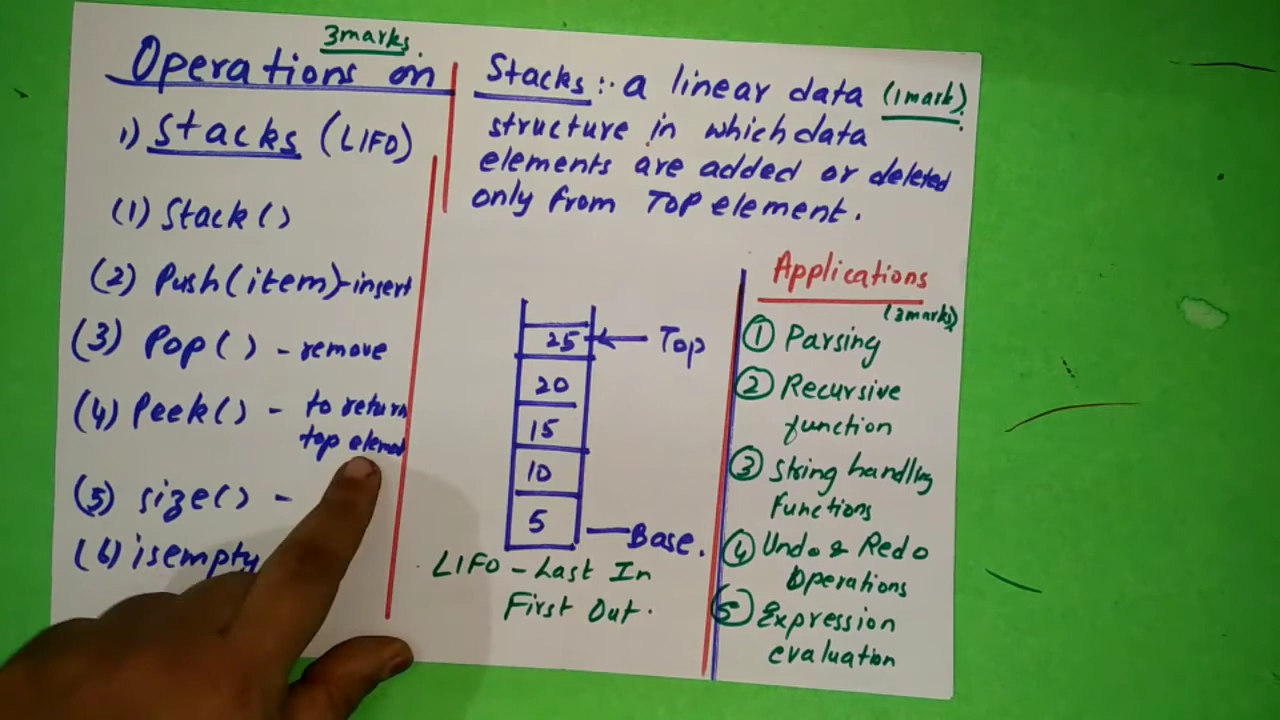 3marks.
Operations on
1) Stacks (LIFO)
(1) Stack()
(2) Push(item)-insert
(3) Pop() - remove
(4) Peek() - to return
top element
(5) size() -
(6) isempty
Stacks :- a linear data (1mark).
structure in which data
elements are added or deleted
only from TOP element.
25 Top
20
15
10
5 Base.
LIFO - Last In
First Out.
Applications
(2marks)
① Parsing
② Recursive
function
③ String handling
Functions
④ Undo & Redo
Operations
⑤ Expression
evaluation